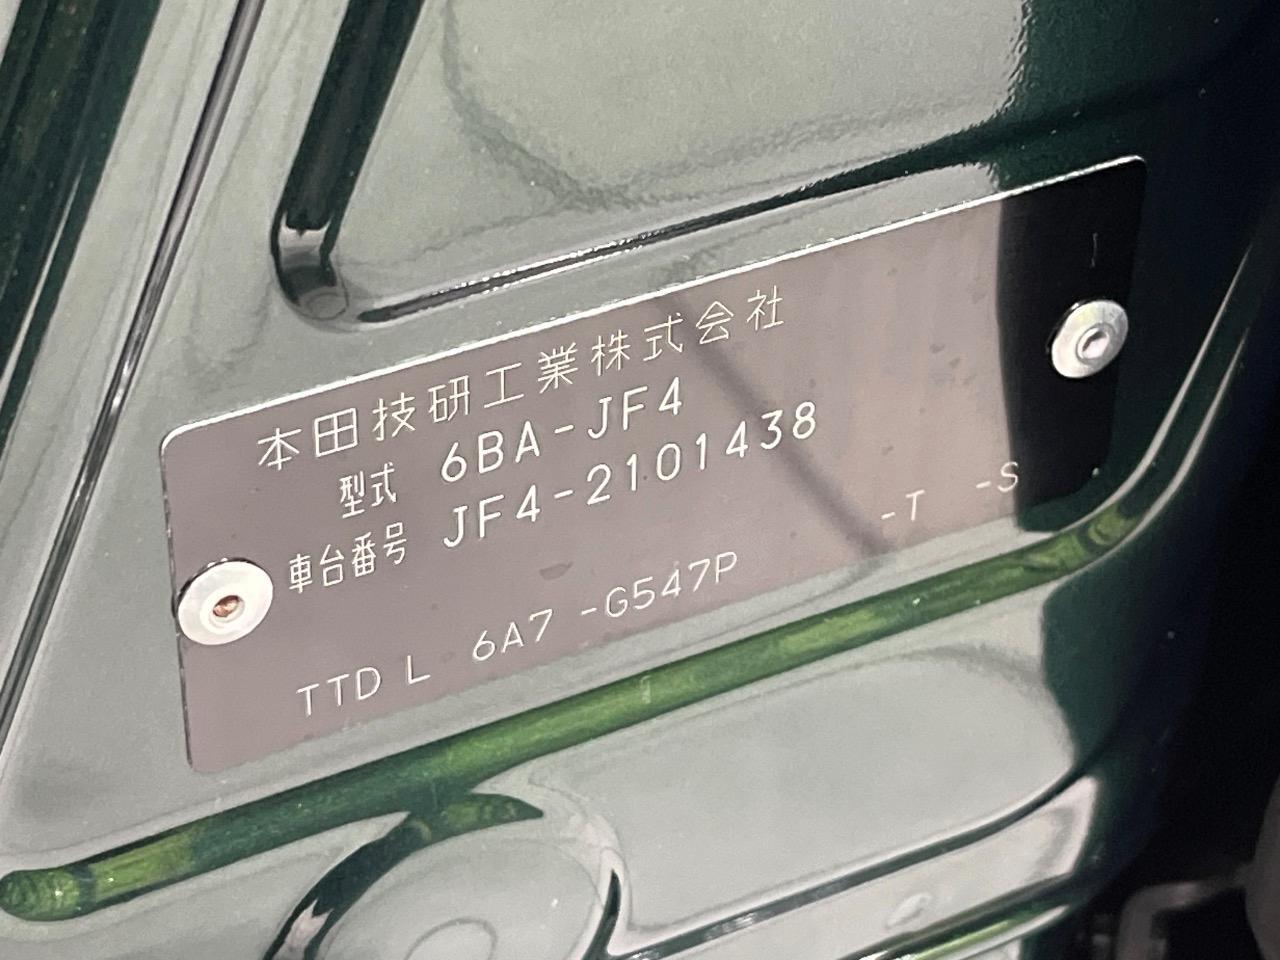 本田技研工業株式会社
型式 6BA-JF4
車台番号 JF4-2101438
TTD L 6A7 -G547P -T -S